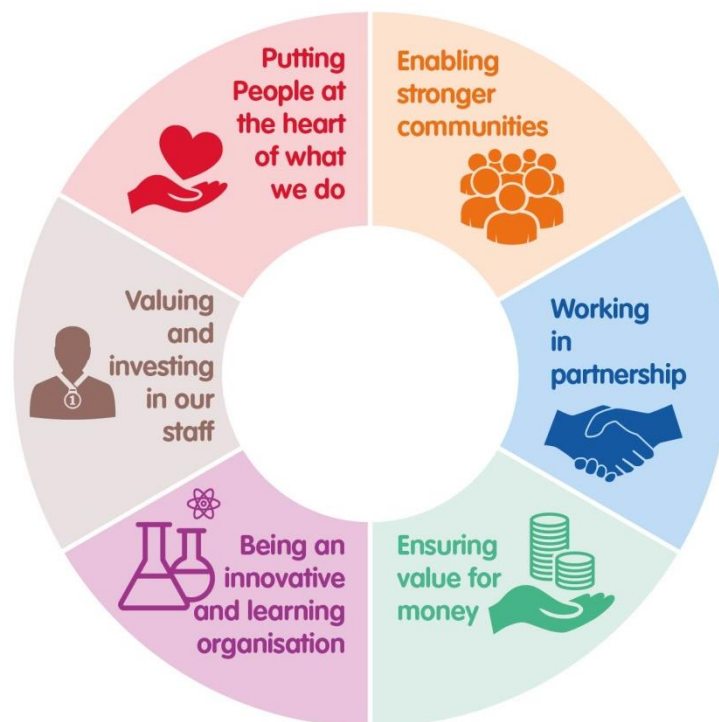 Putting
People at
the heart
of what
we do
Enabling
stronger
communities
Working
in
partnership
Ensuring
value for
money
Being an
innovative
and learning
organisation
Valuing
and
investing
in our
staff
1